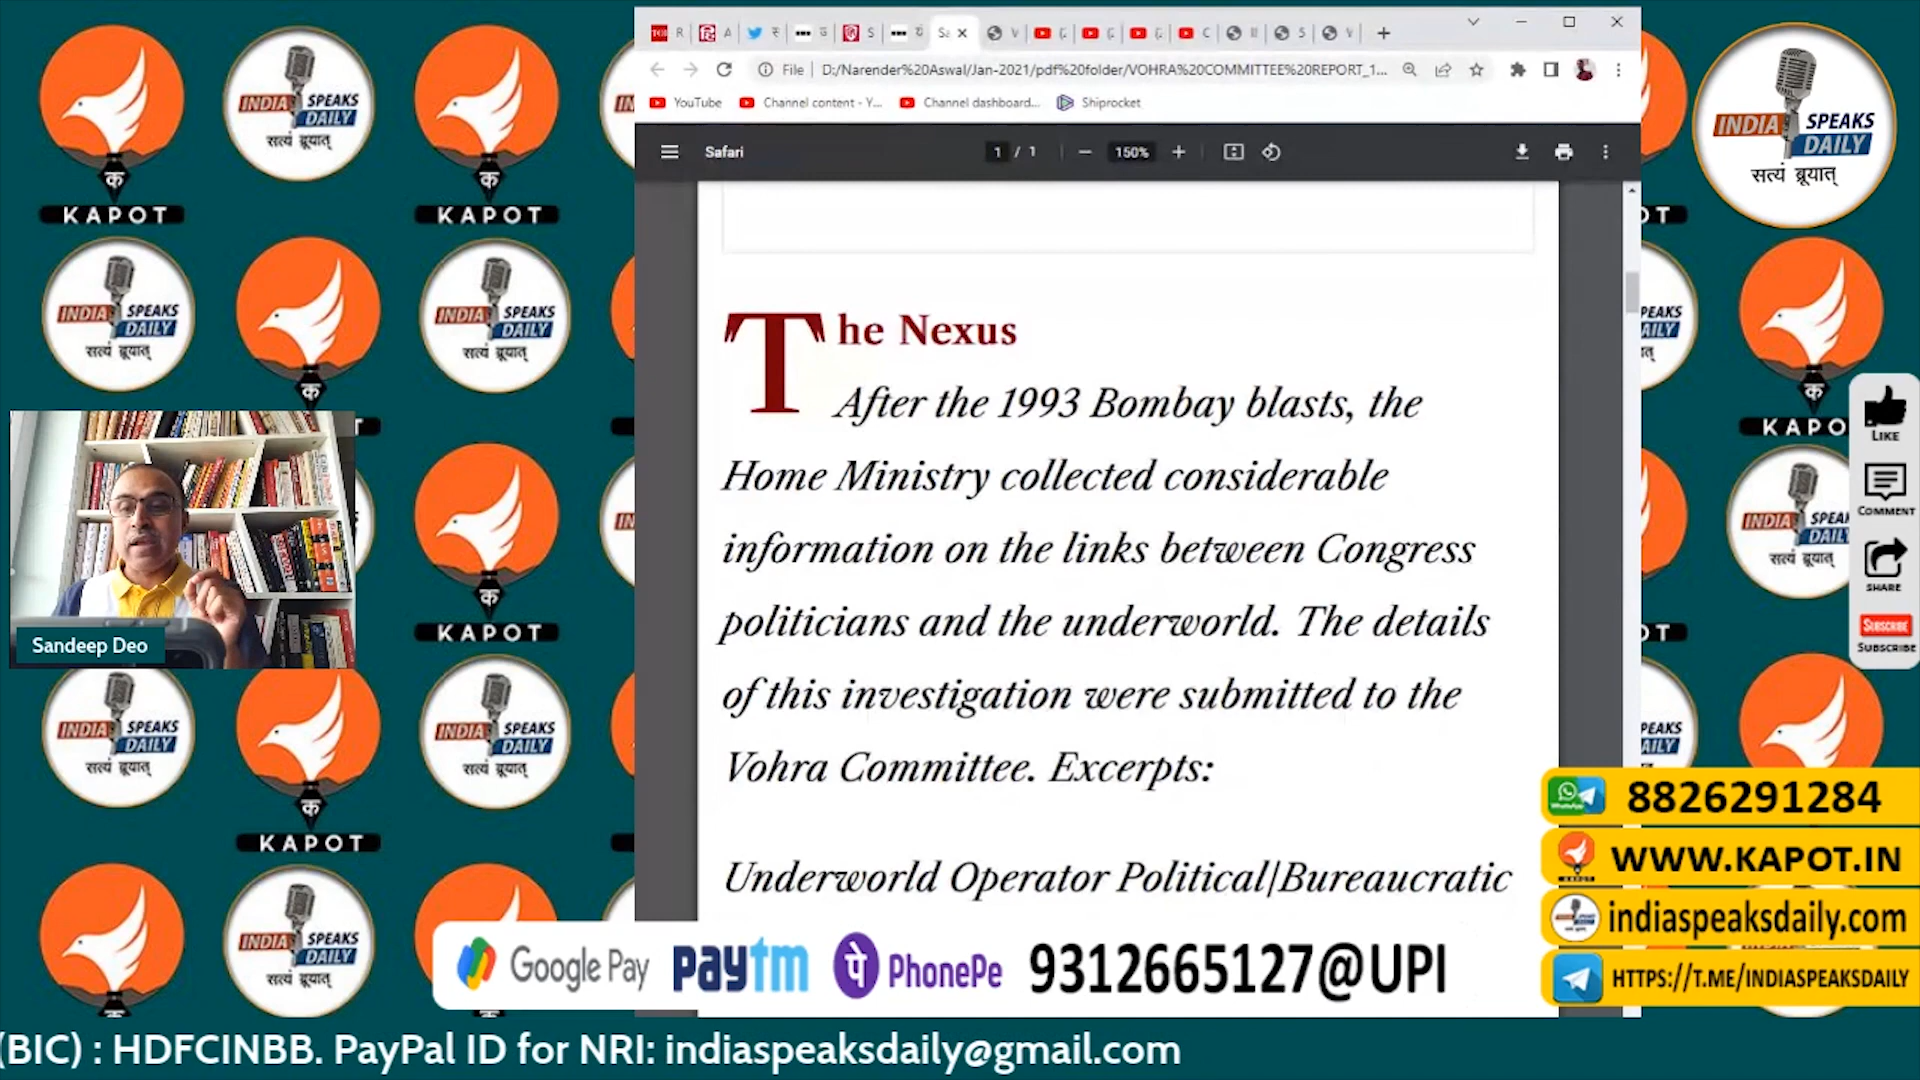 File D:/Narender%20Aswal/Jan-2021/pdf%20folder/VOHRA%20COMMITTEE%20REPORT_1...
YouTube Channel content - Y... Channel dashboard... Shiprocket
Safari 1 / 1 150%
The Nexus
After the 1993 Bombay blasts, the
Home Ministry collected considerable
information on the links between Congress
politicians and the underworld. The details
of this investigation were submitted to the
Vohra Committee. Excerpts:
Underworld Operator Political/Bureaucratic
Sandeep Deo
INDIA SPEAKS DAILY
सत्यं ब्रूयात्
क
KAPOT
LIKE
COMMENT
SHARE
SUBSCRIBE
SUBSCRIBE
8826291284
WWW.KAPOT.IN
indiaspeaksdaily.com
HTTPS://T.ME/INDIASPEAKSDAILY
Google Pay paytm पे PhonePe 9312665127@UPI
(BIC) : HDFCINBB. PayPal ID for NRI: indiaspeaksdaily@gmail.com